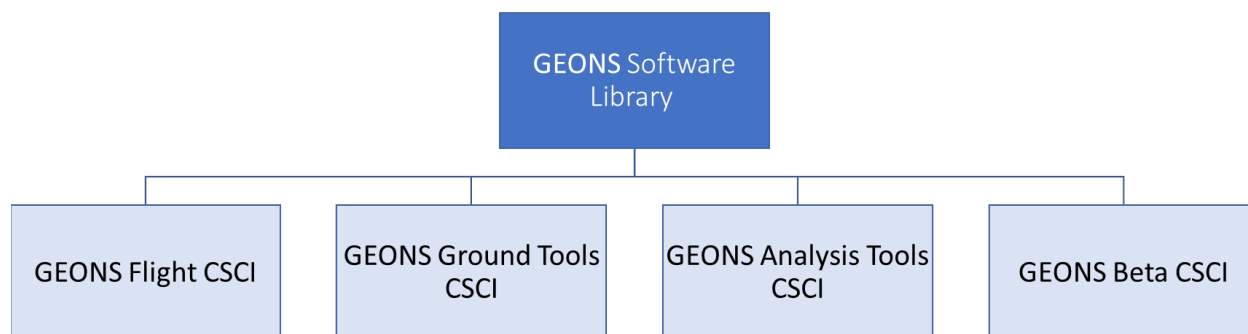 GEONS Software
Library
GEONS Flight CSCI
GEONS Ground Tools
CSCI
GEONS Analysis Tools
CSCI
GEONS Beta CSCI